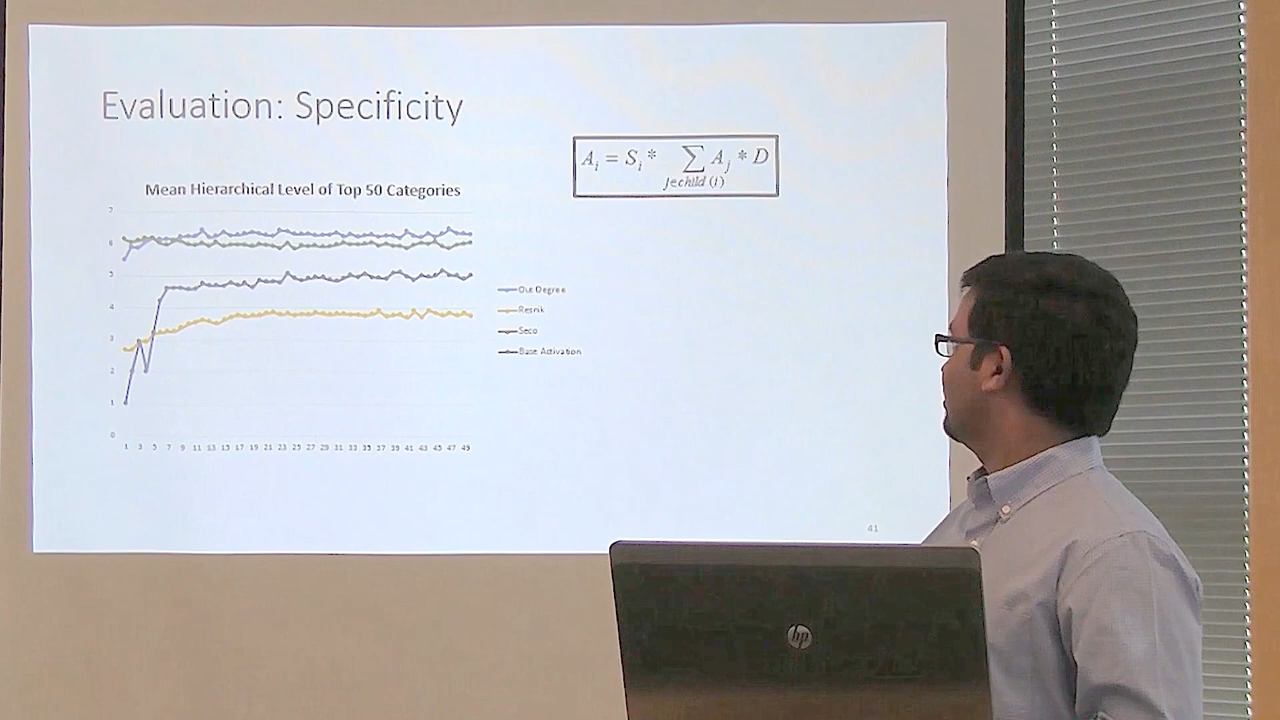 Evaluation: Specificity
A_i = S_i * ∑ A_j * D
j∈child (i)
Mean Hierarchical Level of Top 50 Categories
7
6
5
4
3
2
1
0
1 3 5 7 9 11 13 15 17 19 21 23 25 27 29 31 33 35 37 39 41 43 45 47 49
Out Degree
Resnik
Seco
Base Activation
41
hp